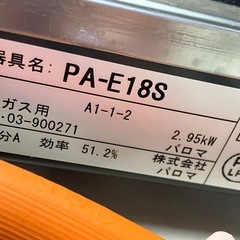 器具名: PA-E18S
ガス用 A1-1-2
03-900271 2.95kW
分A 効率 51.2% 株式会社
パロマ パロマ